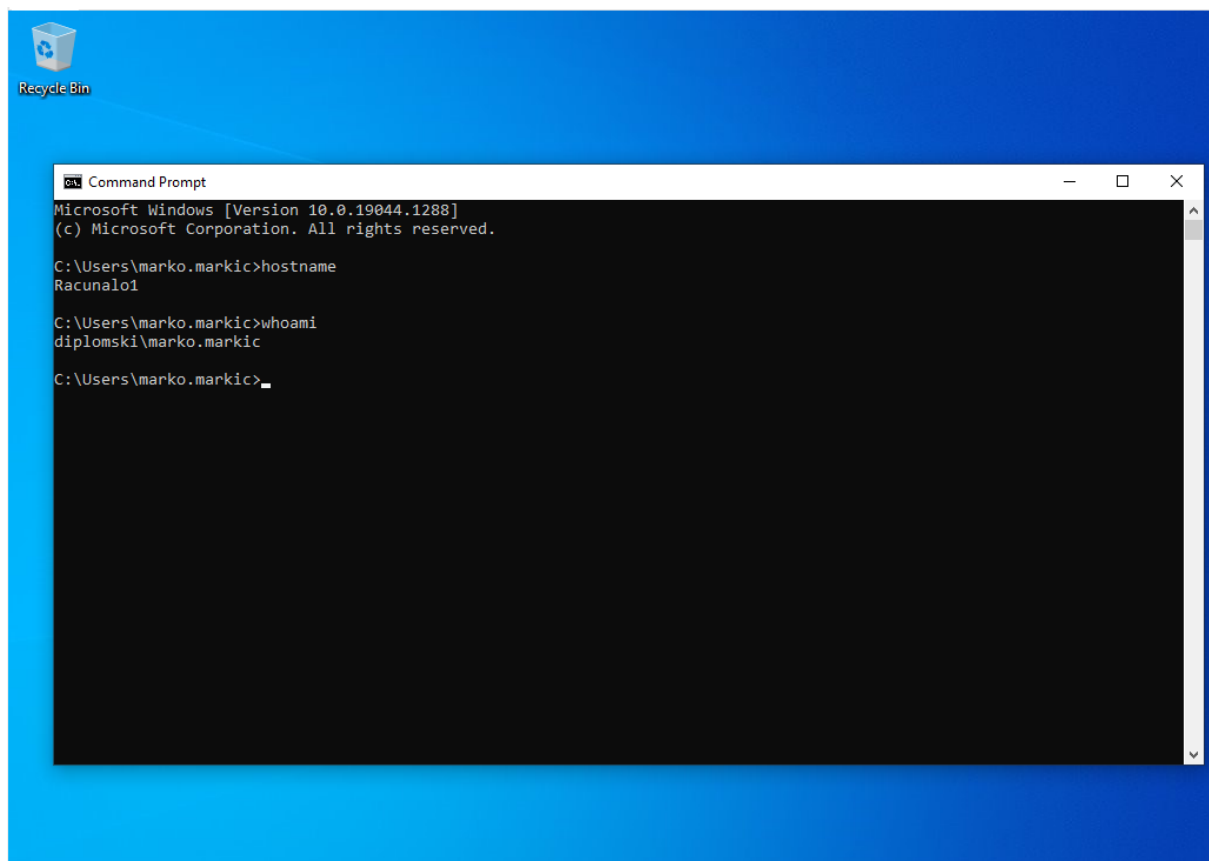 Recycle Bin
Command Prompt
Microsoft Windows [Version 10.0.19044.1288]
(c) Microsoft Corporation. All rights reserved.
C:\Users\marko.markic>hostname
Racunalo1
C:\Users\marko.markic>whoami
diplomski\marko.markic
C:\Users\marko.markic>